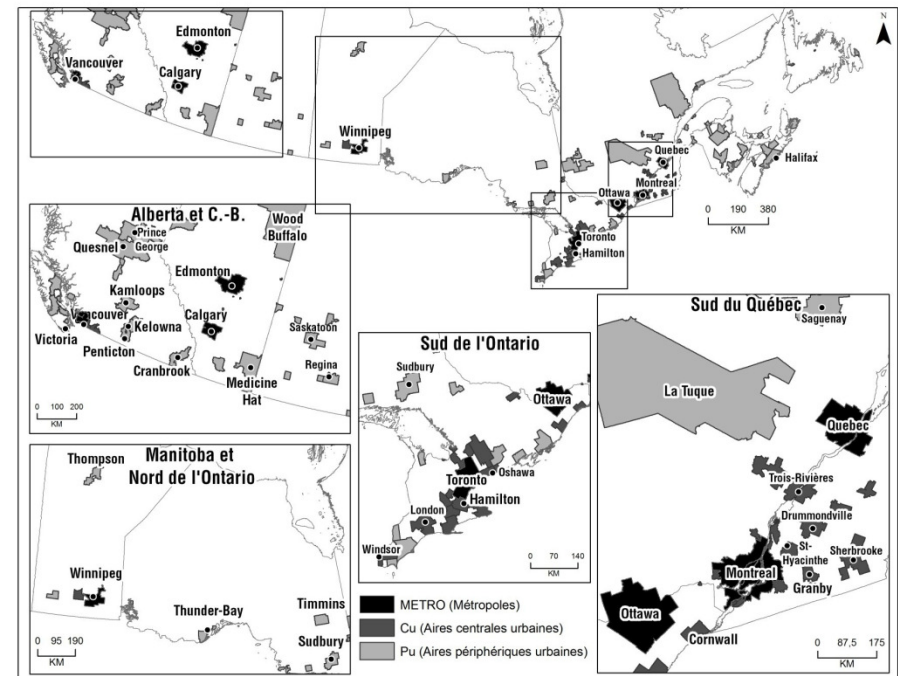 Edmonton
Vancouver
Calgary
Winnipeg
N
Quebec
Montreal
Ottawa
Halifax
Toronto
Hamilton
0 190 380
KM
Alberta et C.-B.
Wood
Buffalo
Prince
George
Quesnel
Edmonton
Kamloops
Vancouver
Calgary
Kelowna
Victoria
Penticton
Saskatoon
Cranbrook
Regina
Medicine
Hat
0 100 200
KM
Manitoba et
Nord de l'Ontario
Thompson
Winnipeg
Thunder-Bay
Timmins
Sudbury
0 95 190
KM
Sud de l'Ontario
Sudbury
Ottawa
Oshawa
Toronto
Hamilton
London
Windsor
0 70 140
KM
METRO (Métropoles)
Cu (Aires centrales urbaines)
Pu (Aires périphériques urbaines)
Sud du Québec
Saguenay
La Tuque
Quebec
Trois-Rivières
Drummondville
St-
Hyacinthe
Sherbrooke
Montreal
Granby
Ottawa
Cornwall
0 87,5 175
KM